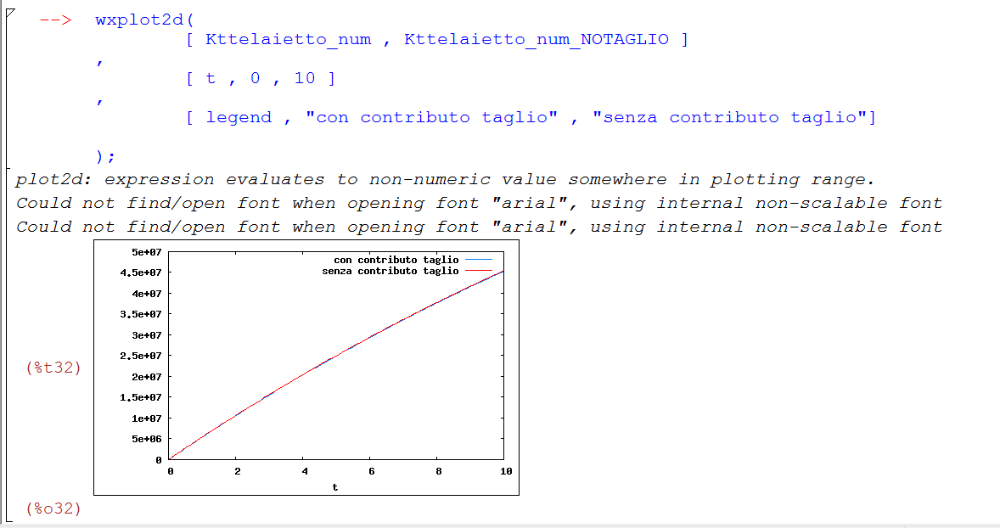 --> wxplot2d(
[ Kttelaietto_num , Kttelaietto_num_NOTAGLIO ]
,
[ t , 0 , 10 ]
,
[ legend , "con contributo taglio" , "senza contributo taglio"]
);
plot2d: expression evaluates to non-numeric value somewhere in plotting range.
Could not find/open font when opening font "arial", using internal non-scalable font
Could not find/open font when opening font "arial", using internal non-scalable font
(%t32)
5e+07
4.5e+07
4e+07
3.5e+07
3e+07
2.5e+07
2e+07
1.5e+07
1e+07
5e+06
0
con contributo taglio
senza contributo taglio
0 2 4 6 8 10
t
(%o32)